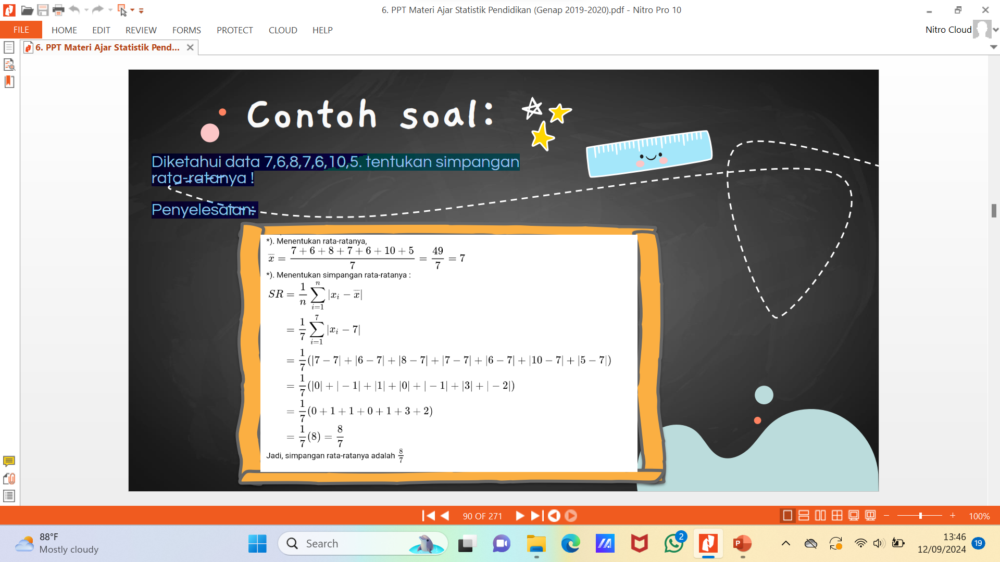 6. PPT Materi Ajar Statistik Pendidikan (Genap 2019-2020).pdf - Nitro Pro 10
FILE HOME EDIT REVIEW FORMS PROTECT CLOUD HELP
Nitro Cloud
6. PPT Materi Ajar Statistik Pend...
Contoh soal:
Diketahui data 7,6,8,7,6,10,5. tentukan simpangan
rata-ratanya !
Penyelesaian:
*). Menentukan rata-ratanya,
x̅ = (7 + 6 + 8 + 7 + 6 + 10 + 5)/7 = 49/7 = 7
*). Menentukan simpangan rata-ratanya :
SR = 1/n ∑_{i=1}^{n} |x_i − x̅|
= 1/7 ∑_{i=1}^{7} |x_i − 7|
= 1/7 (|7 − 7| + |6 − 7| + |8 − 7| + |7 − 7| + |6 − 7| + |10 − 7| + |5 − 7|)
= 1/7 (|0| + | − 1| + |1| + |0| + | − 1| + |3| + | − 2|)
= 1/7 (0 + 1 + 1 + 0 + 1 + 3 + 2)
= 1/7 (8) = 8/7
Jadi, simpangan rata-ratanya adalah 8/7
90 OF 271
100%
88°F
Mostly cloudy
Search
2
13:46
12/09/2024
19